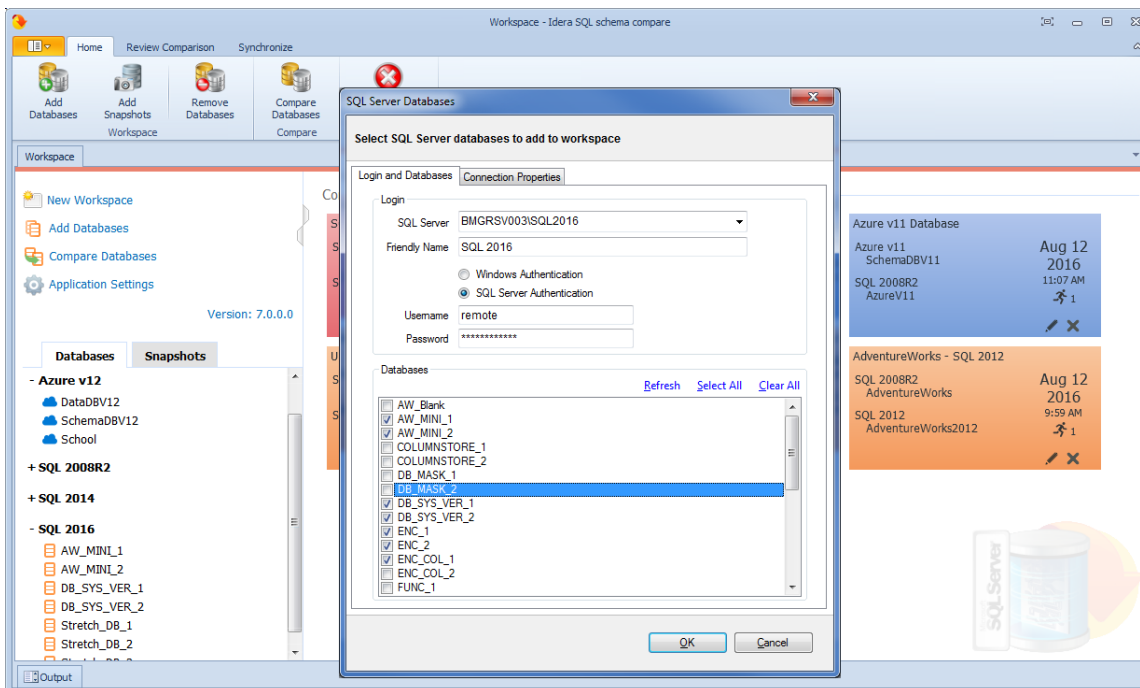 Workspace - Idera SQL schema compare
Home Review Comparison Synchronize
Add Databases
Add Snapshots
Remove Databases
Compare Databases
Workspace
Compare
Workspace
New Workspace
Add Databases
Compare Databases
Application Settings
Version: 7.0.0.0
Databases Snapshots
- Azure v12
DataDBV12
SchemaDBV12
School
+ SQL 2008R2
+ SQL 2014
- SQL 2016
AW_MINI_1
AW_MINI_2
DB_SYS_VER_1
DB_SYS_VER_2
Stretch_DB_1
Stretch_DB_2
Output
Co
S
S
S
U
S
S
SQL Server Databases
Select SQL Server databases to add to workspace
Login and Databases Connection Properties
Login
SQL Server BMGRSV003\SQL2016
Friendly Name SQL 2016
Windows Authentication
SQL Server Authentication
Username remote
Password ************
Databases
Refresh Select All Clear All
AW_Blank
AW_MINI_1
AW_MINI_2
COLUMNSTORE_1
COLUMNSTORE_2
DB_MASK_1
DB_MASK_2
DB_SYS_VER_1
DB_SYS_VER_2
ENC_1
ENC_2
ENC_COL_1
ENC_COL_2
FUNC_1
OK Cancel
Azure v11 Database
Azure v11
SchemaDBV11
SQL 2008R2
AzureV11
Aug 12
2016
11:07 AM
1
AdventureWorks - SQL 2012
SQL 2008R2
AdventureWorks
SQL 2012
AdventureWorks2012
Aug 12
2016
9:59 AM
1
SQL Server